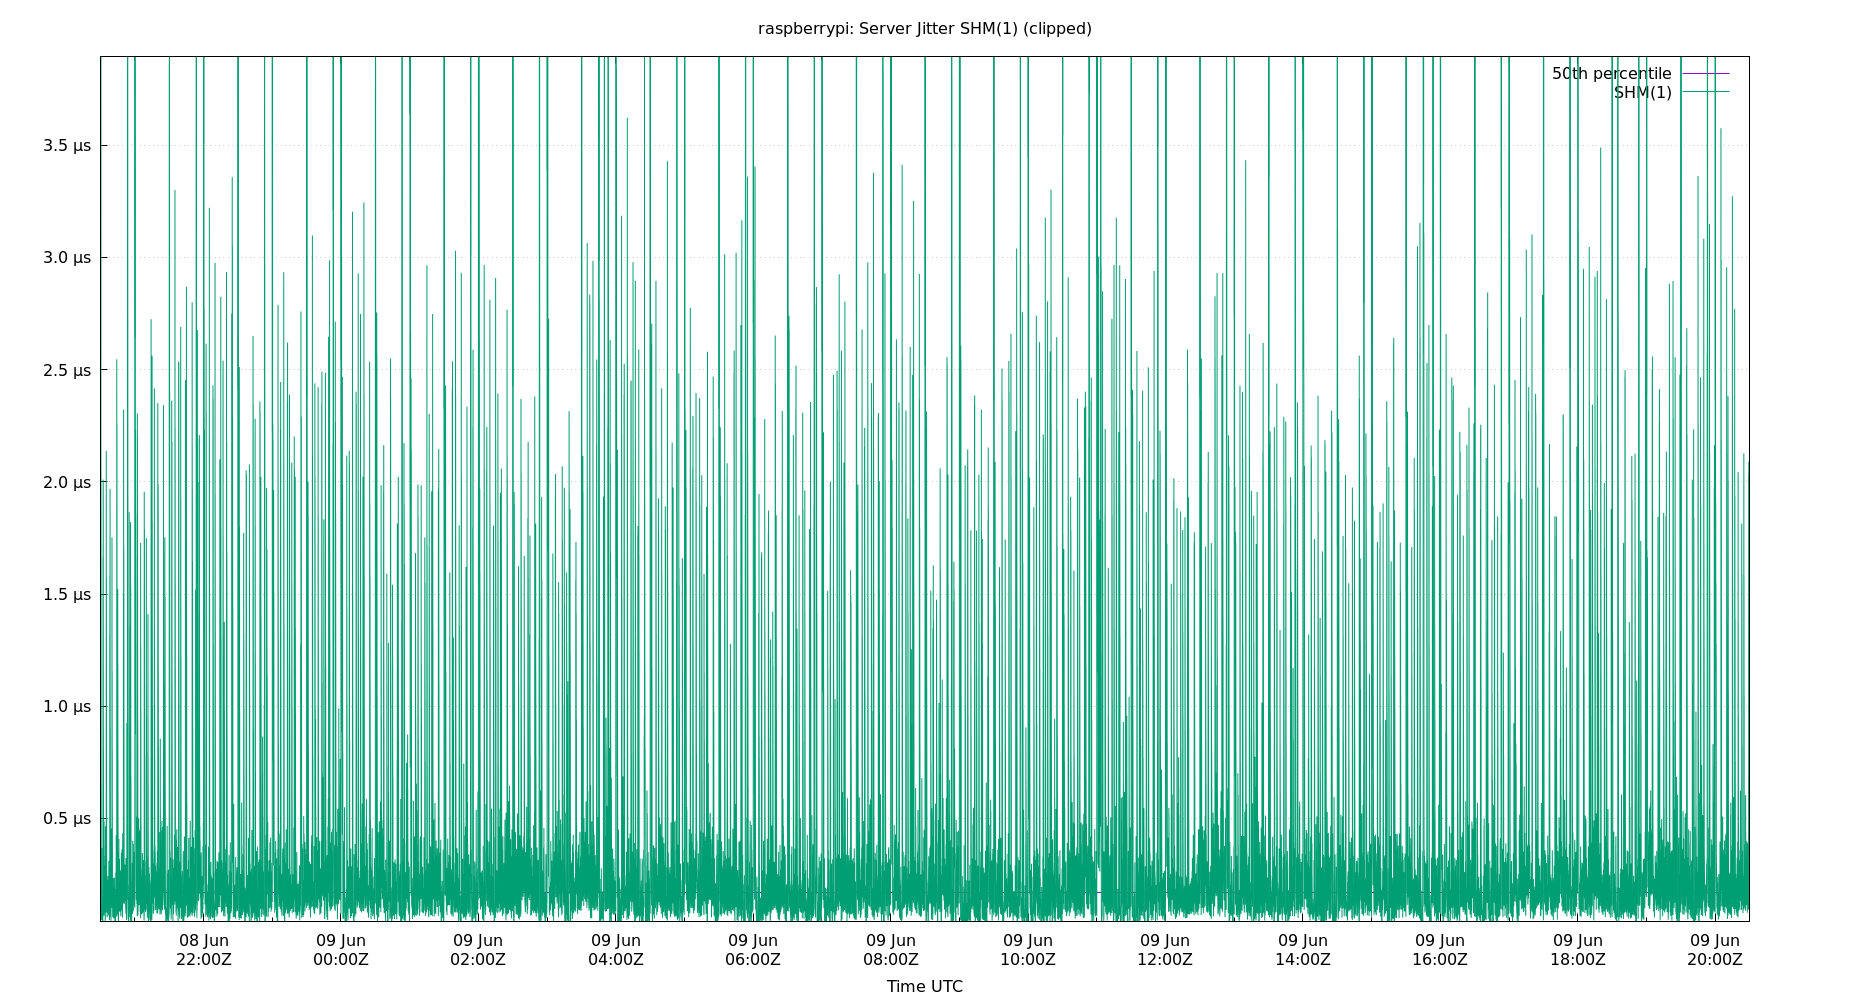 raspberrypi: Server Jitter SHM(1) (clipped)
50th percentile
SHM(1)
3.5 µs
3.0 µs
2.5 µs
2.0 µs
1.5 µs
1.0 µs
0.5 µs
08 Jun 09 Jun 09 Jun 09 Jun 09 Jun 09 Jun 09 Jun 09 Jun 09 Jun 09 Jun 09 Jun 09 Jun
22:00Z 00:00Z 02:00Z 04:00Z 06:00Z 08:00Z 10:00Z 12:00Z 14:00Z 16:00Z 18:00Z 20:00Z
Time UTC